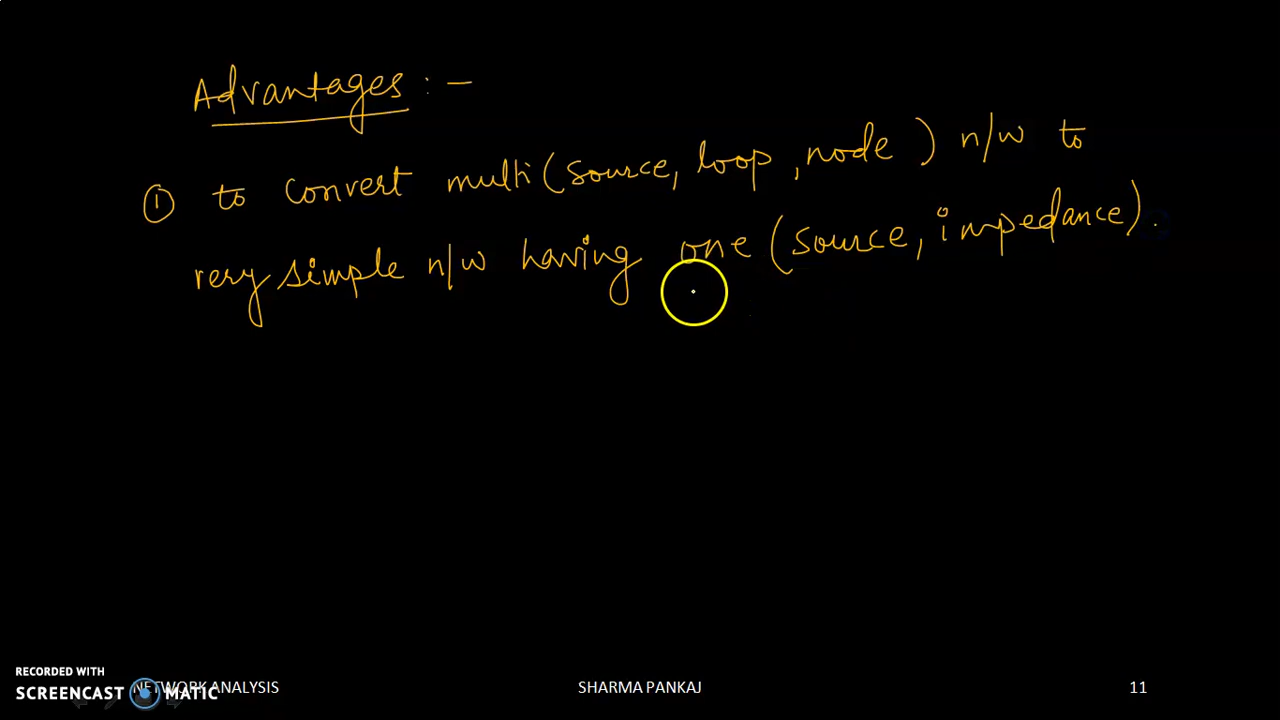 Advantages : -
① to convert multi (source, loop, node) n/w to
very simple n/w having one (source, impedance).
RECORDED WITH
SCREENCAST MATIC
NETWORK ANALYSIS
SHARMA PANKAJ
11